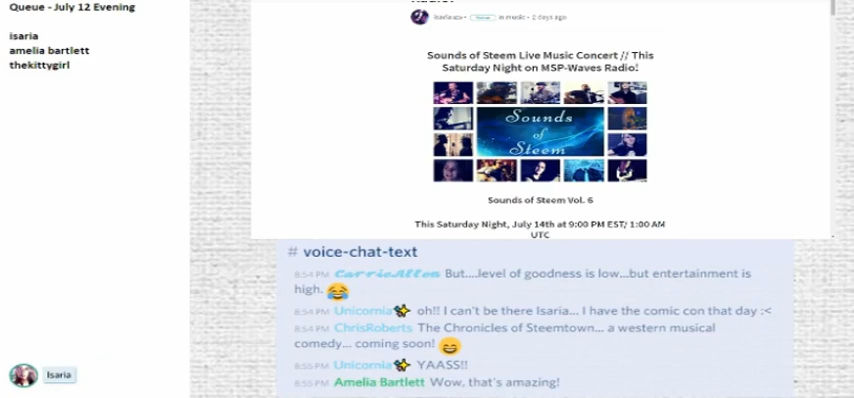 Queue - July 12 Evening
isaria
amelia bartlett
thekittygirl
in music • 2 days ago
Sounds of Steem Live Music Concert // This
Saturday Night on MSP-Waves Radio!
Sounds
of
Steem
Sounds of Steem Vol. 6
This Saturday Night, July 14th at 9:00 PM EST/ 1:00 AM
UTC
# voice-chat-text
8:54 PM CarrieAllen But....level of goodness is low...but entertainment is
high. 😂
8:54 PM Unicornia✨ oh!! I can't be there Isaria... I have the comic con that day :<
8:54 PM ChrisRoberts The Chronicles of Steemtown... a western musical
comedy... coming soon! 😄
8:55 PM Unicornia✨ YAASS!!
8:55 PM Amelia Bartlett Wow, that's amazing!
Isaria